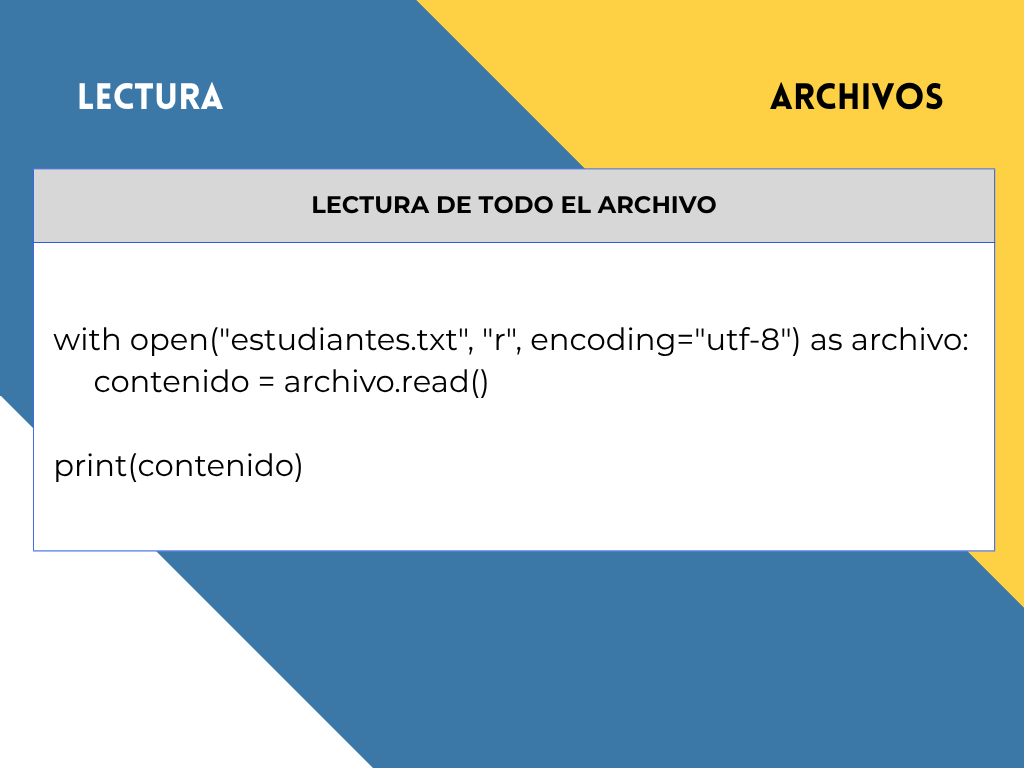 LECTURA
ARCHIVOS
LECTURA DE TODO EL ARCHIVO
with open("estudiantes.txt", "r", encoding="utf-8") as archivo:
    contenido = archivo.read()
print(contenido)